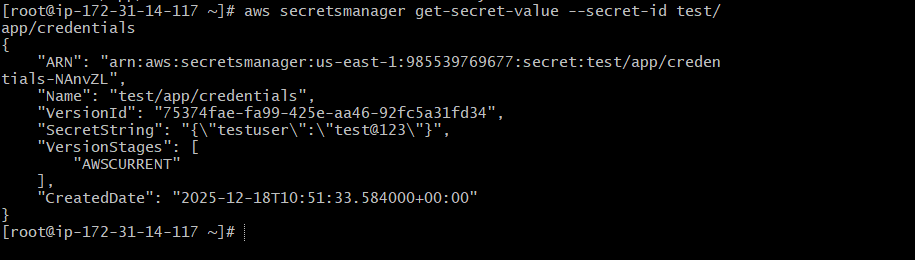 [root@ip-172-31-14-117 ~]# aws secretsmanager get-secret-value --secret-id test/
app/credentials
{
    "ARN": "arn:aws:secretsmanager:us-east-1:985539769677:secret:test/app/creden
tials-NAnvZL",
    "Name": "test/app/credentials",
    "VersionId": "75374fae-fa99-425e-aa46-92fc5a31fd34",
    "SecretString": "{\"testuser\":\"test@123\"}",
    "VersionStages": [
        "AWSCURRENT"
    ],
    "CreatedDate": "2025-12-18T10:51:33.584000+00:00"
}
[root@ip-172-31-14-117 ~]#